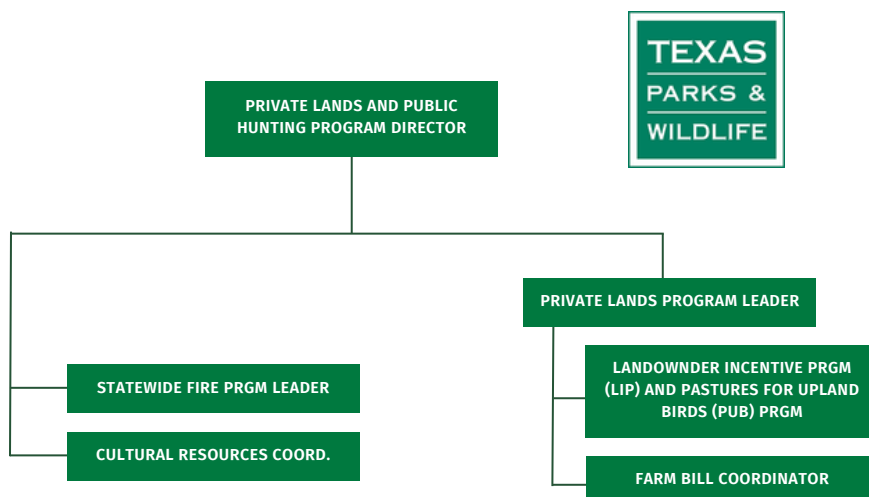 TEXAS
PARKS &
WILDLIFE
PRIVATE LANDS AND PUBLIC
HUNTING PROGRAM DIRECTOR
PRIVATE LANDS PROGRAM LEADER
STATEWIDE FIRE PRGM LEADER
CULTURAL RESOURCES COORD.
LANDOWNDER INCENTIVE PRGM
(LIP) AND PASTURES FOR UPLAND
BIRDS (PUB) PRGM
FARM BILL COORDINATOR